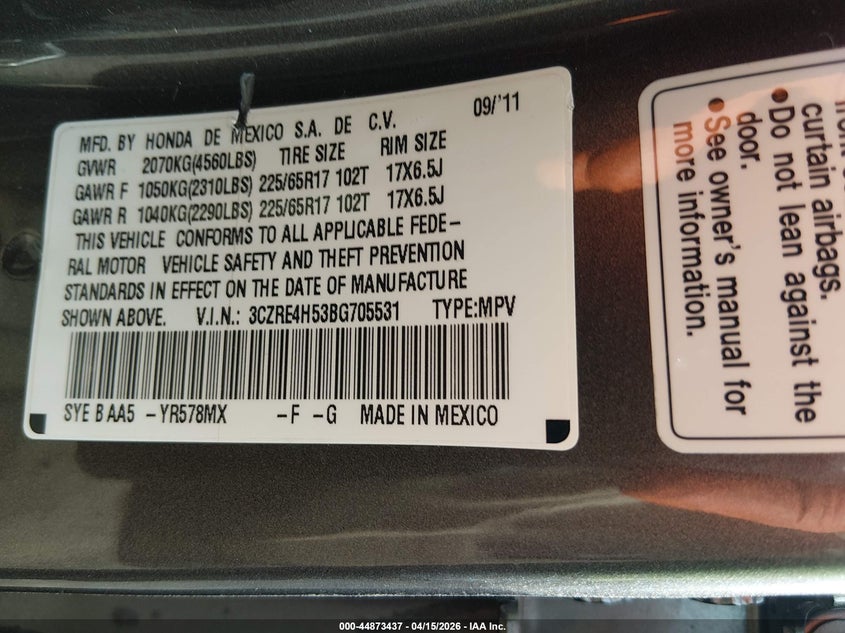 09/'11
MFD. BY HONDA DE MEXICO S.A. DE C.V.
GVWR 2070KG(4560LBS) TIRE SIZE RIM SIZE
GAWR F 1050KG(2310LBS) 225/65R17 102T 17X6.5J
GAWR R 1040KG(2290LBS) 225/65R17 102T 17X6.5J
THIS VEHICLE CONFORMS TO ALL APPLICABLE FEDE-
RAL MOTOR VEHICLE SAFETY AND THEFT PREVENTION
STANDARDS IN EFFECT ON THE DATE OF MANUFACTURE
SHOWN ABOVE. V.I.N.: 3CZRE4H53BG705531 TYPE:MPV
SYE B AA5 -YR578MX -F -G MADE IN MEXICO
curtain airbags.
•Do not lean against the
door.
•See owner's manual for
more information.
000-44873437 - 04/15/2026 - IAA Inc.